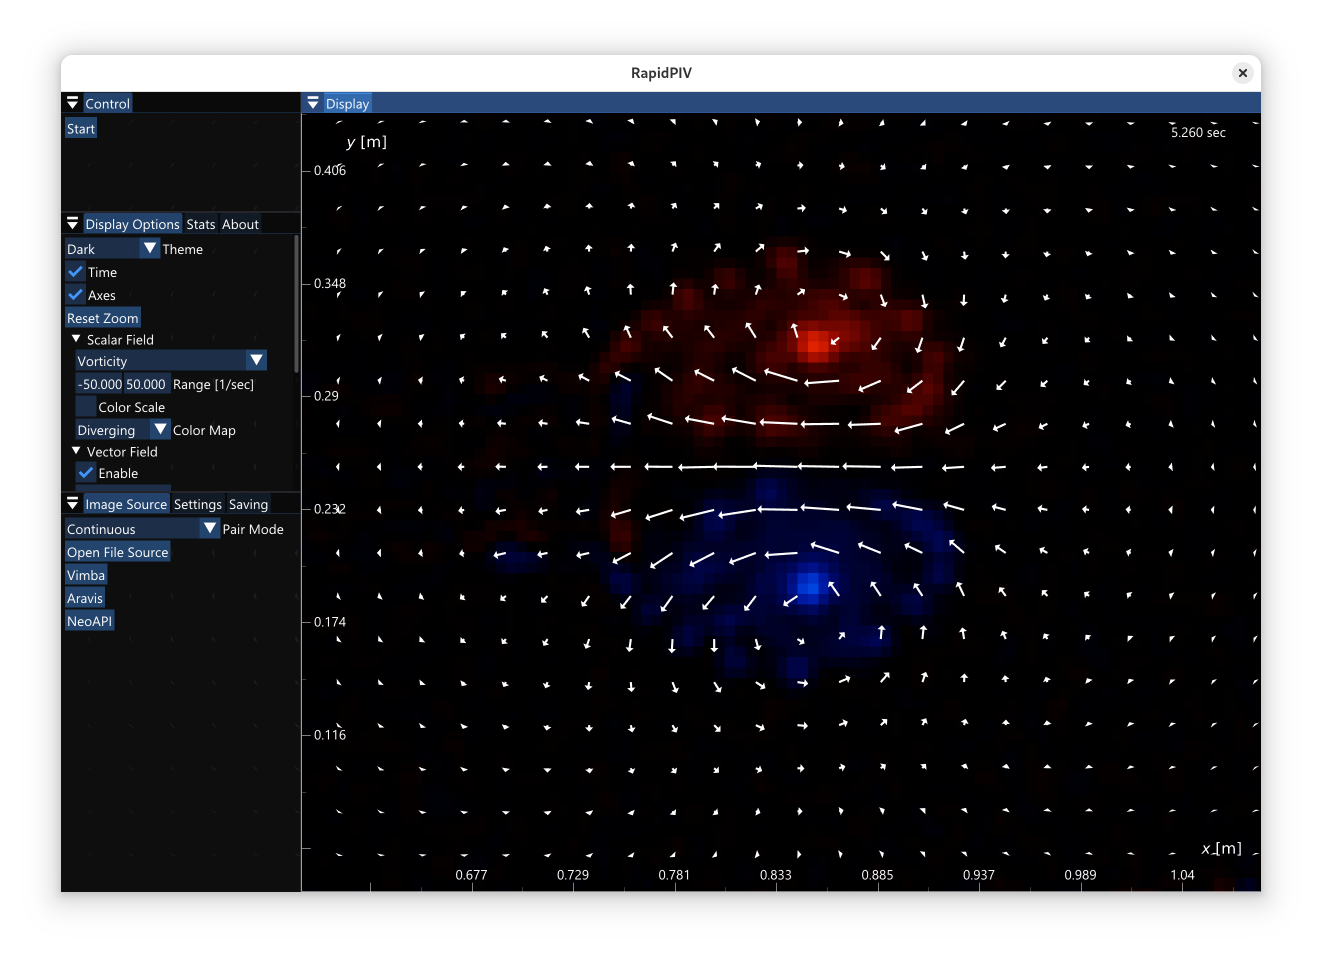 RapidPIV
Control
Start
Display Options Stats About
Dark Theme
Time
Axes
Reset Zoom
Scalar Field
Vorticity
-50.000 50.000 Range [1/sec]
Color Scale
Diverging Color Map
Vector Field
Enable
Image Source Settings Saving
Continuous Pair Mode
Open File Source
Vimba
Aravis
NeoAPI
Display
y [m]
5.260 sec
0.406
0.348
0.29
0.232
0.174
0.116
x [m]
0.677 0.729 0.781 0.833 0.885 0.937 0.989 1.04